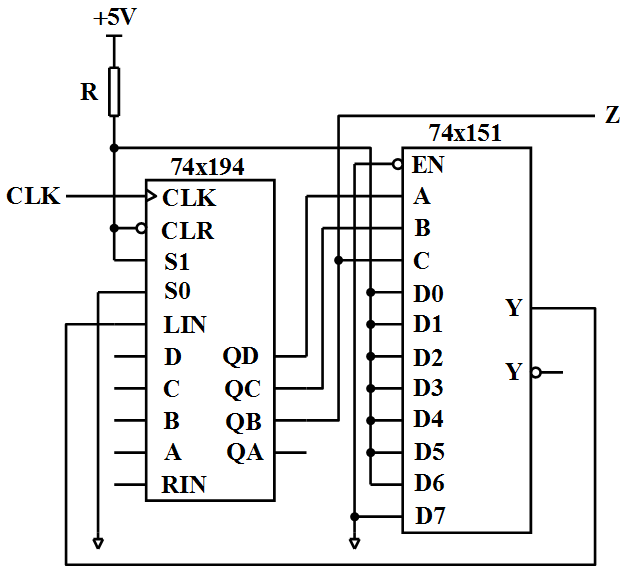 +5V
R
Z
74x151
74x194
EN
CLK
CLK
A
CLR
B
S1
C
S0
D0
LIN
D1
Y
D
QD
D2
Y
C
QC
D3
B
QB
D4
A
QA
D5
RIN
D6
D7